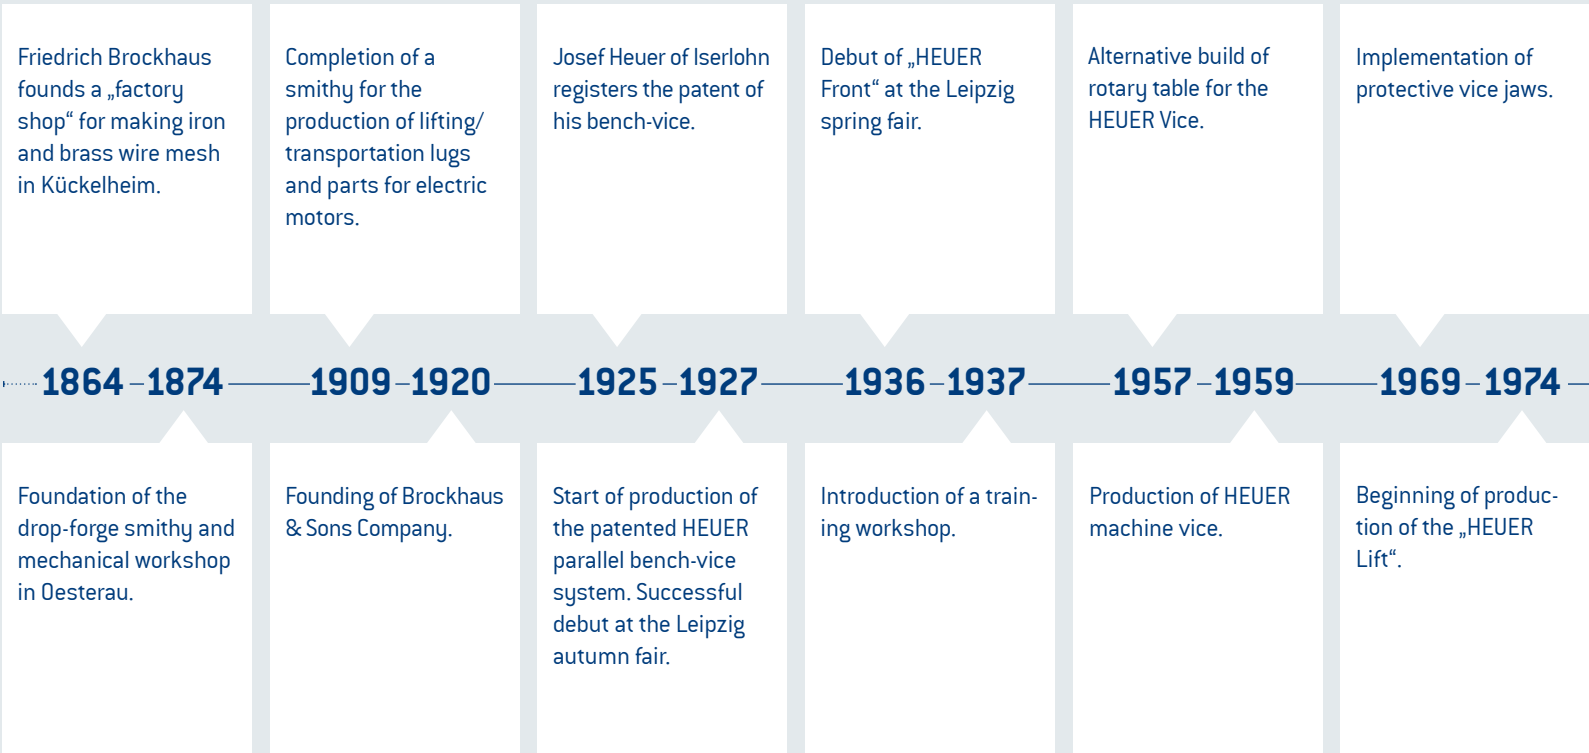 Friedrich Brockhaus
founds a „factory
shop“ for making iron
and brass wire mesh
in Kückelheim.
Completion of a
smithy for the
production of lifting/
transportation lugs
and parts for electric
motors.
Josef Heuer of Iserlohn
registers the patent of
his bench-vice.
Debut of „HEUER
Front“ at the Leipzig
spring fair.
Alternative build of
rotary table for the
HEUER Vice.
Implementation of
protective vice jaws.
1864 – 1874 1909 – 1920 1925 – 1927 1936 – 1937 1957 – 1959 1969 – 1974
Foundation of the
drop-forge smithy and
mechanical workshop
in Oesterau.
Founding of Brockhaus
& Sons Company.
Start of production of
the patented HEUER
parallel bench-vice
system. Successful
debut at the Leipzig
autumn fair.
Introduction of a train-
ing workshop.
Production of HEUER
machine vice.
Beginning of produc-
tion of the „HEUER
Lift“.